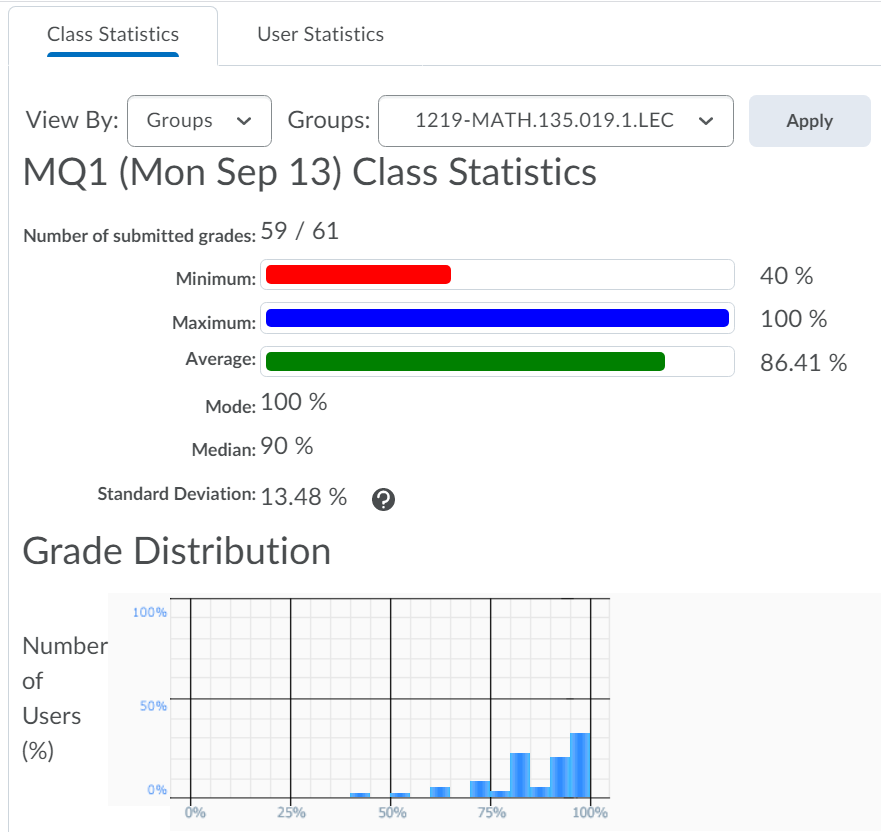 Class Statistics User Statistics
View By: Groups Groups: 1219-MATH.135.019.1.LEC Apply
MQ1 (Mon Sep 13) Class Statistics
Number of submitted grades: 59 / 61
Minimum: 40 %
Maximum: 100 %
Average: 86.41 %
Mode: 100 %
Median: 90 %
Standard Deviation: 13.48 % ?
Grade Distribution
Number
of
Users
(%)
100%
50%
0%
0% 25% 50% 75% 100%